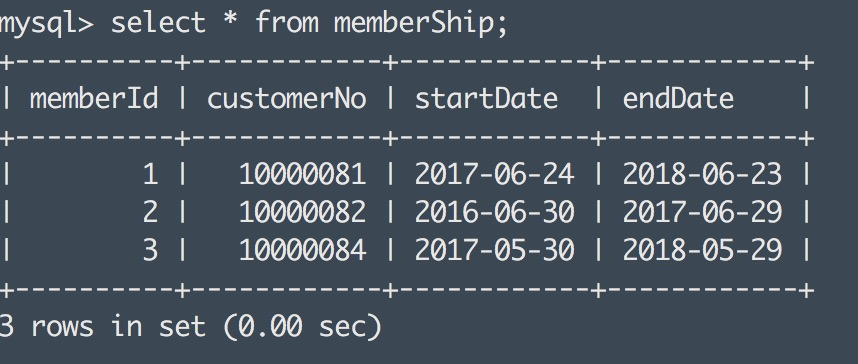 mysql> select * from memberShip;
+----------+------------+------------+------------+
| memberId | customerNo | startDate  | endDate    |
+----------+------------+------------+------------+
|        1 |   10000081 | 2017-06-24 | 2018-06-23 |
|        2 |   10000082 | 2016-06-30 | 2017-06-29 |
|        3 |   10000084 | 2017-05-30 | 2018-05-29 |
+----------+------------+------------+------------+
3 rows in set (0.00 sec)